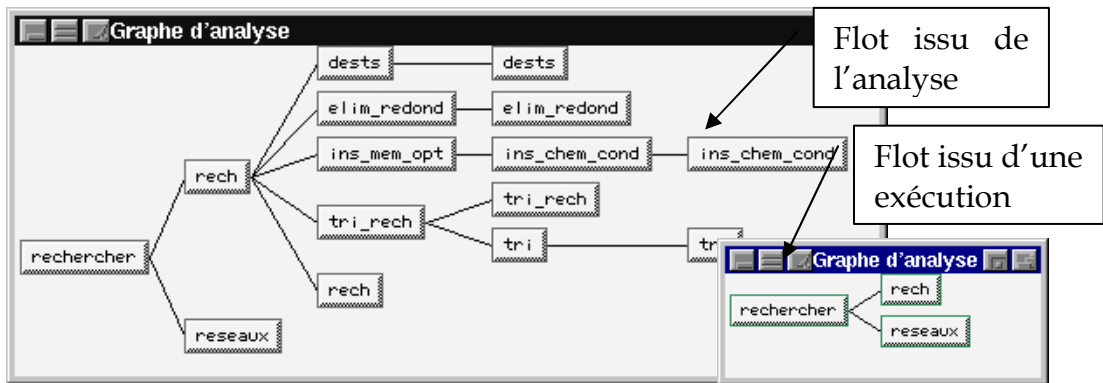 Graphe d'analyse
Flot issu de
l'analyse
dests
dests
elim_redond
elim_redond
ins_mem_opt
ins_chem_cond
ins_chem_cond
Flot issu d'une
exécution
rech
tri_rech
tri_rech
tri
rechercher
rech
reseaux
Graphe d'analyse
rech
rechercher
reseaux